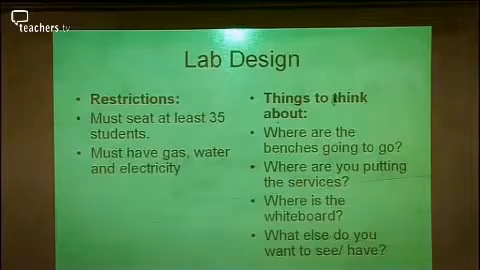 teachers.tv
Lab Design
• Restrictions:
• Must seat at least 35
students.
• Must have gas, water
and electricity
• Things to think
about:
• Where are the
benches going to go?
• Where are you putting
the services?
• Where is the
whiteboard?
• What else do you
want to see/ have?